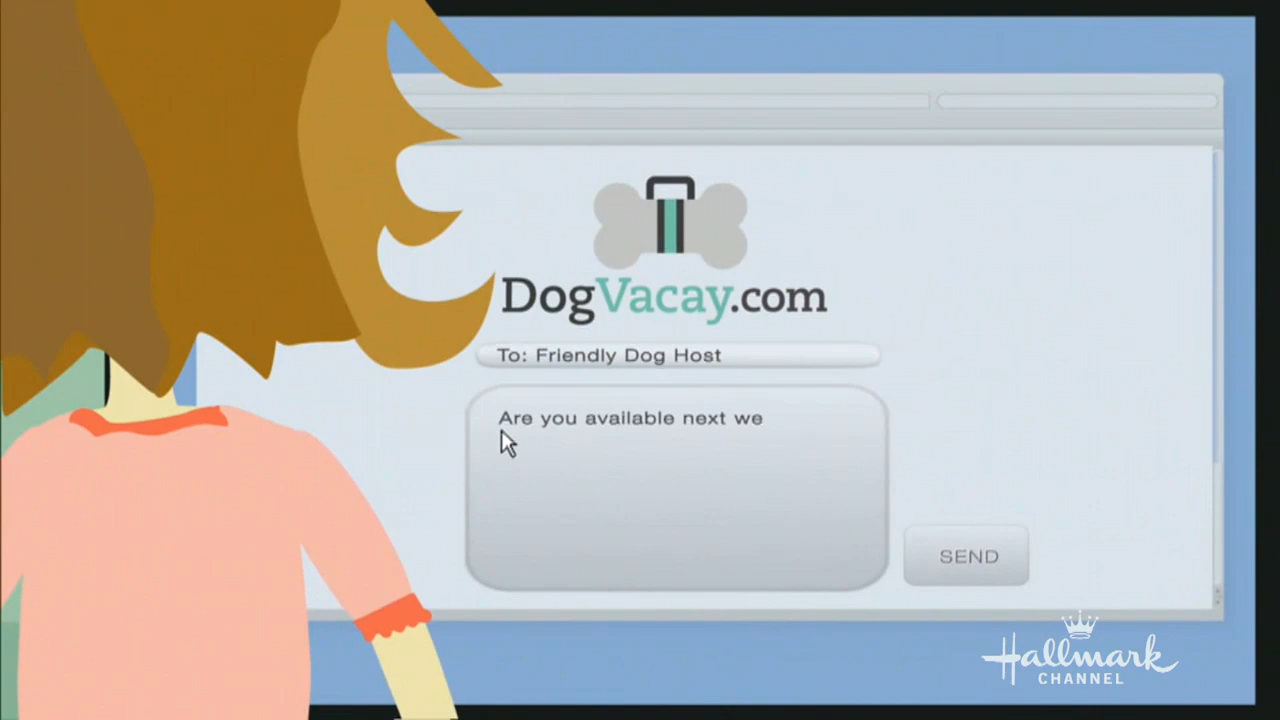 DogVacay.com
To: Friendly Dog Host
Are you available next we
SEND
Hallmark
CHANNEL